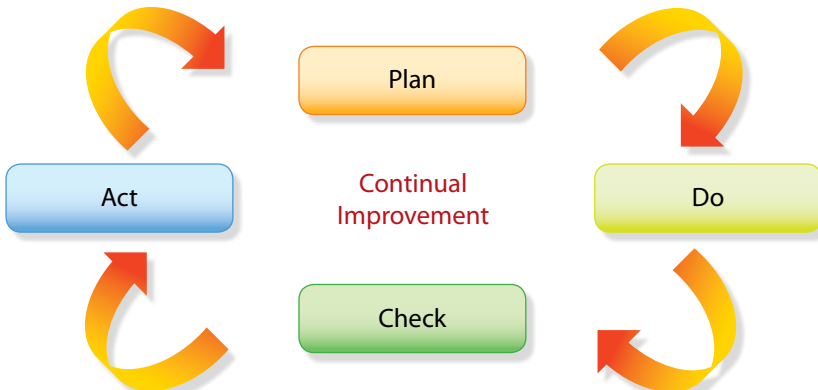 Plan
Act
Continual
Improvement
Do
Check